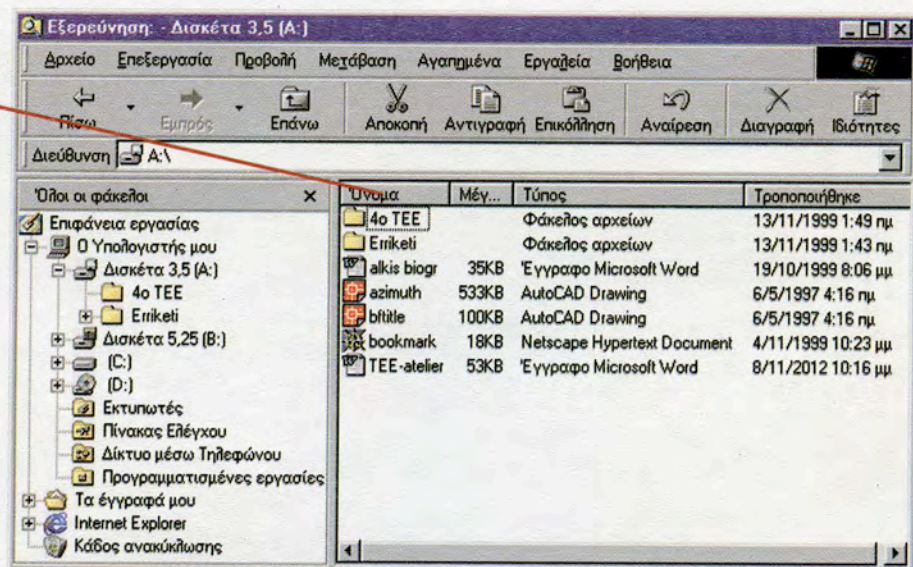 Εξερεύνηση: - Δισκέτα 3,5 (A:)
Αρχείο Επεξεργασία Προβολή Μετάβαση Αγαπημένα Εργαλεία Βοήθεια
Πίσω Εμπρός Επάνω Αποκοπή Αντιγραφή Επικόλληση Αναίρεση Διαγραφή Ιδιότητες
Διεύθυνση A:\
Όλοι οι φάκελοι
Επιφάνεια εργασίας
Ο Υπολογιστής μου
Δισκέτα 3,5 (A:)
4ο ΤΕΕ
Erriketi
Δισκέτα 5,25 (B:)
(C:)
(D:)
Εκτυπωτές
Πίνακας Ελέγχου
Δίκτυο μέσω Τηλεφώνου
Προγραμματισμένες εργασίες
Τα έγγραφά μου
Internet Explorer
Κάδος ανακύκλωσης
Όνομα Μέγ... Τύπος Τροποποιήθηκε
4ο ΤΕΕ Φάκελος αρχείων 13/11/1999 1:49 πμ
Erriketi Φάκελος αρχείων 13/11/1999 1:43 πμ
alkis biogr 35KB Έγγραφο Microsoft Word 19/10/1999 8:06 μμ
azimuth 533KB AutoCAD Drawing 6/5/1997 4:16 πμ
bftitle 100KB AutoCAD Drawing 6/5/1997 4:16 πμ
bookmark 18KB Netscape Hypertext Document 4/11/1999 10:23 μμ
TEE-atelier 53KB Έγγραφο Microsoft Word 8/11/2012 10:16 μμ